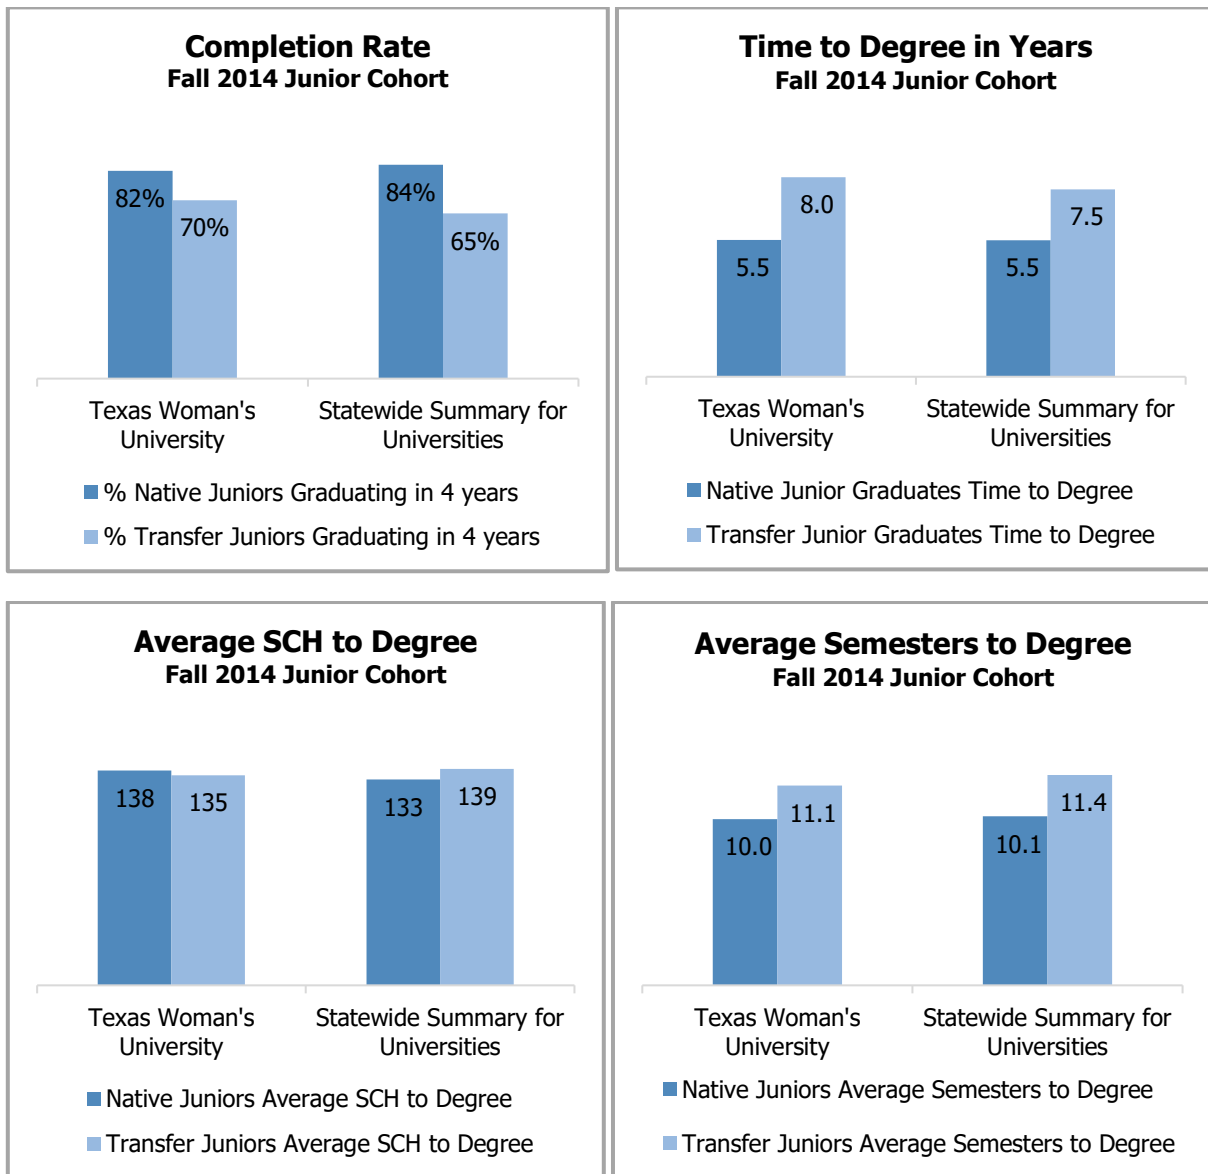 Completion Rate
Fall 2014 Junior Cohort
82%
70%
84%
65%
Texas Woman's
University
Statewide Summary for
Universities
% Native Juniors Graduating in 4 years
% Transfer Juniors Graduating in 4 years
Time to Degree in Years
Fall 2014 Junior Cohort
5.5
8.0
5.5
7.5
Texas Woman's
University
Statewide Summary for
Universities
Native Junior Graduates Time to Degree
Transfer Junior Graduates Time to Degree
Average SCH to Degree
Fall 2014 Junior Cohort
138
135
133
139
Texas Woman's
University
Statewide Summary for
Universities
Native Juniors Average SCH to Degree
Transfer Juniors Average SCH to Degree
Average Semesters to Degree
Fall 2014 Junior Cohort
10.0
11.1
10.1
11.4
Texas Woman's
University
Statewide Summary for
Universities
Native Juniors Average Semesters to Degree
Transfer Juniors Average Semesters to Degree